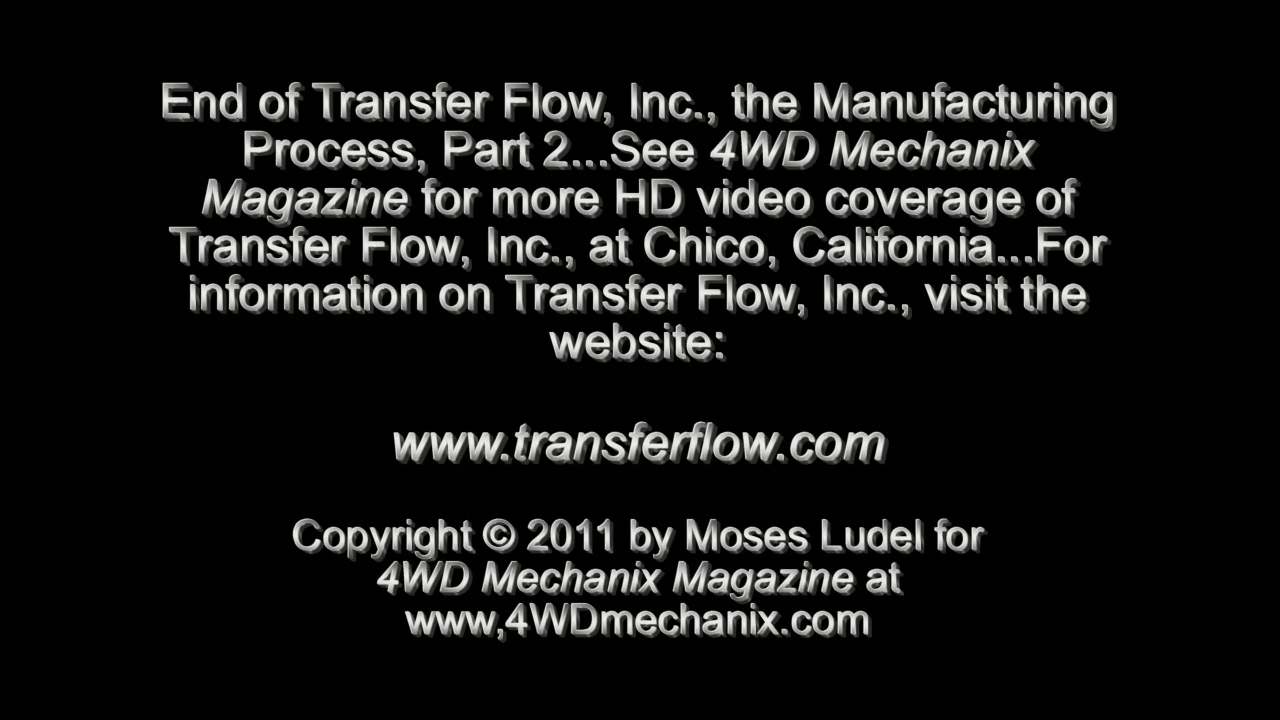 End of Transfer Flow, Inc., the Manufacturing
Process, Part 2...See 4WD Mechanix
Magazine for more HD video coverage of
Transfer Flow, Inc., at Chico, California...For
information on Transfer Flow, Inc., visit the
website:
www.transferflow.com
Copyright © 2011 by Moses Ludel for
4WD Mechanix Magazine at
www,4WDmechanix.com